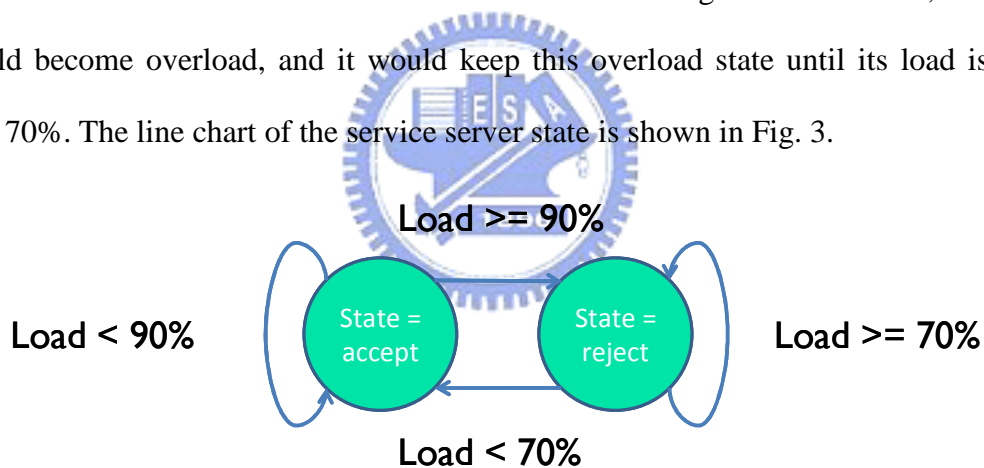 ld become overload, and it would keep this overload state until its load is
70%. The line chart of the service server state is shown in Fig. 3.
E S A
Load >= 90%
State =
accept
State =
reject
Load < 90%
Load >= 70%
Load < 70%